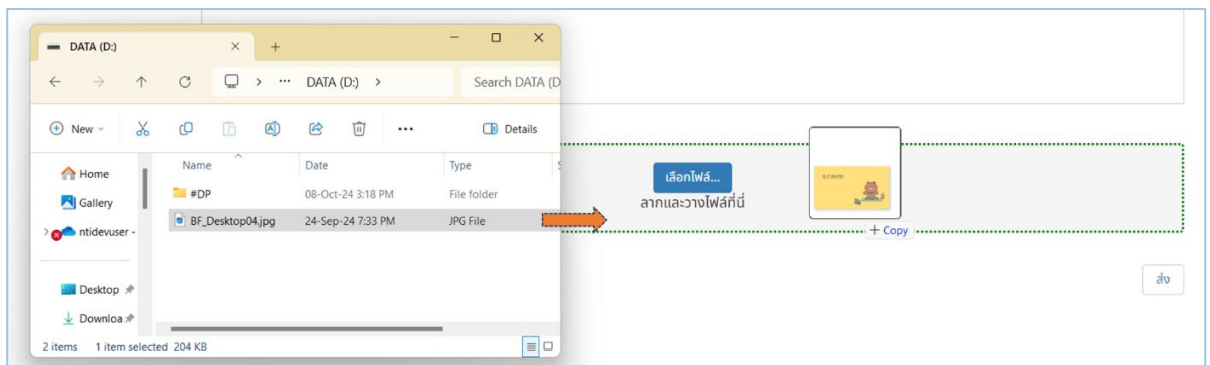 DATA (D:)
DATA (D:)
Search DATA (D
New
Details
Name
Date
Type
Home
Gallery
ntidevuser -
Desktop
Downloa
#DP
08-Oct-24 3:18 PM
File folder
BF_Desktop04.jpg
24-Sep-24 7:33 PM
JPG File
2 items
1 item selected
204 KB
เลือกไฟล์...
ลากและวางไฟล์ที่นี่
+ Copy
ส่ง